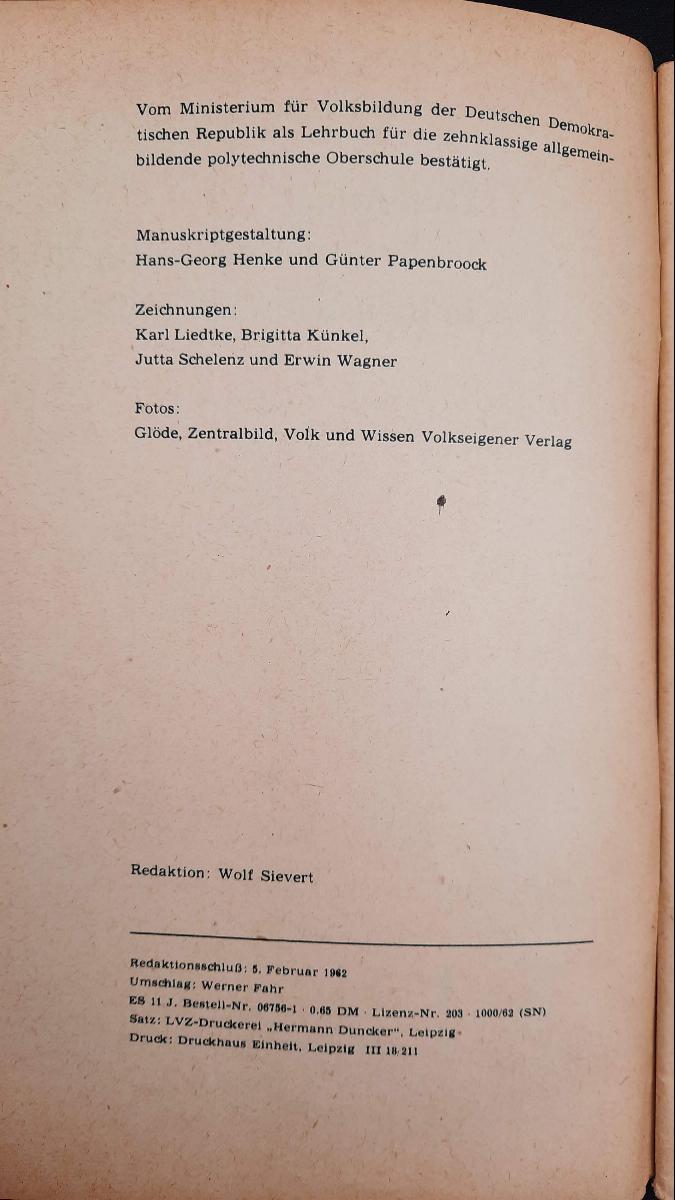 Vom Ministerium für Volksbildung der Deutschen Demokra-
tischen Republik als Lehrbuch für die zehnklassige allgemein-
bildende polytechnische Oberschule bestätigt.
Manuskriptgestaltung:
Hans-Georg Henke und Günter Papenbroock
Zeichnungen:
Karl Liedtke, Brigitta Künkel,
Jutta Schelenz und Erwin Wagner
Fotos:
Glöde, Zentralbild, Volk und Wissen Volkseigener Verlag
Redaktion: Wolf Sievert
Redaktionsschluß: 5. Februar 1962
Umschlag: Werner Fahr
ES 11 J. Bestell-Nr. 06756-1 · 0.65 DM · Lizenz-Nr. 203 · 1000/62 (SN)
Satz: LVZ-Druckerei „Hermann Duncker“, Leipzig
Druck: Druckhaus Einheit, Leipzig III 18/211